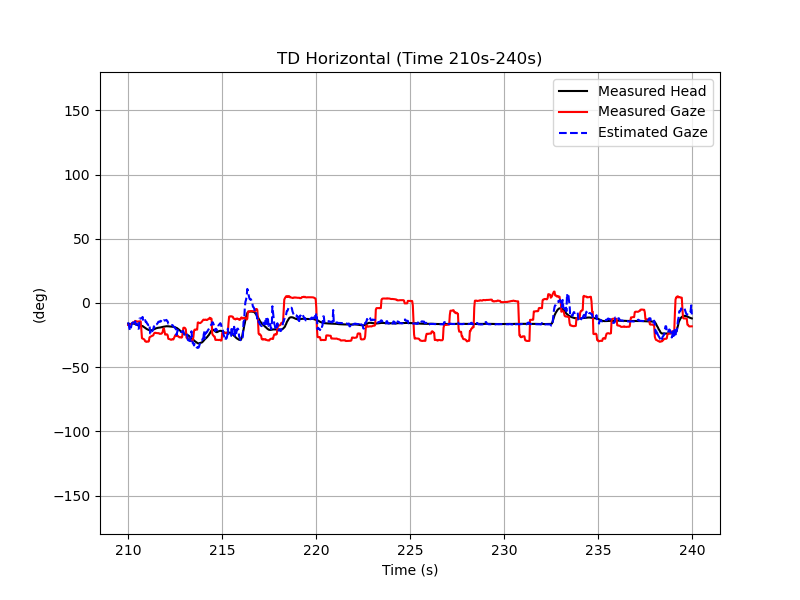 TD Horizontal (Time 210s-240s)
Measured Head
Measured Gaze
Estimated Gaze
150
100
50
0
−50
−100
−150
(deg)
210
215
220
225
230
235
240
Time (s)